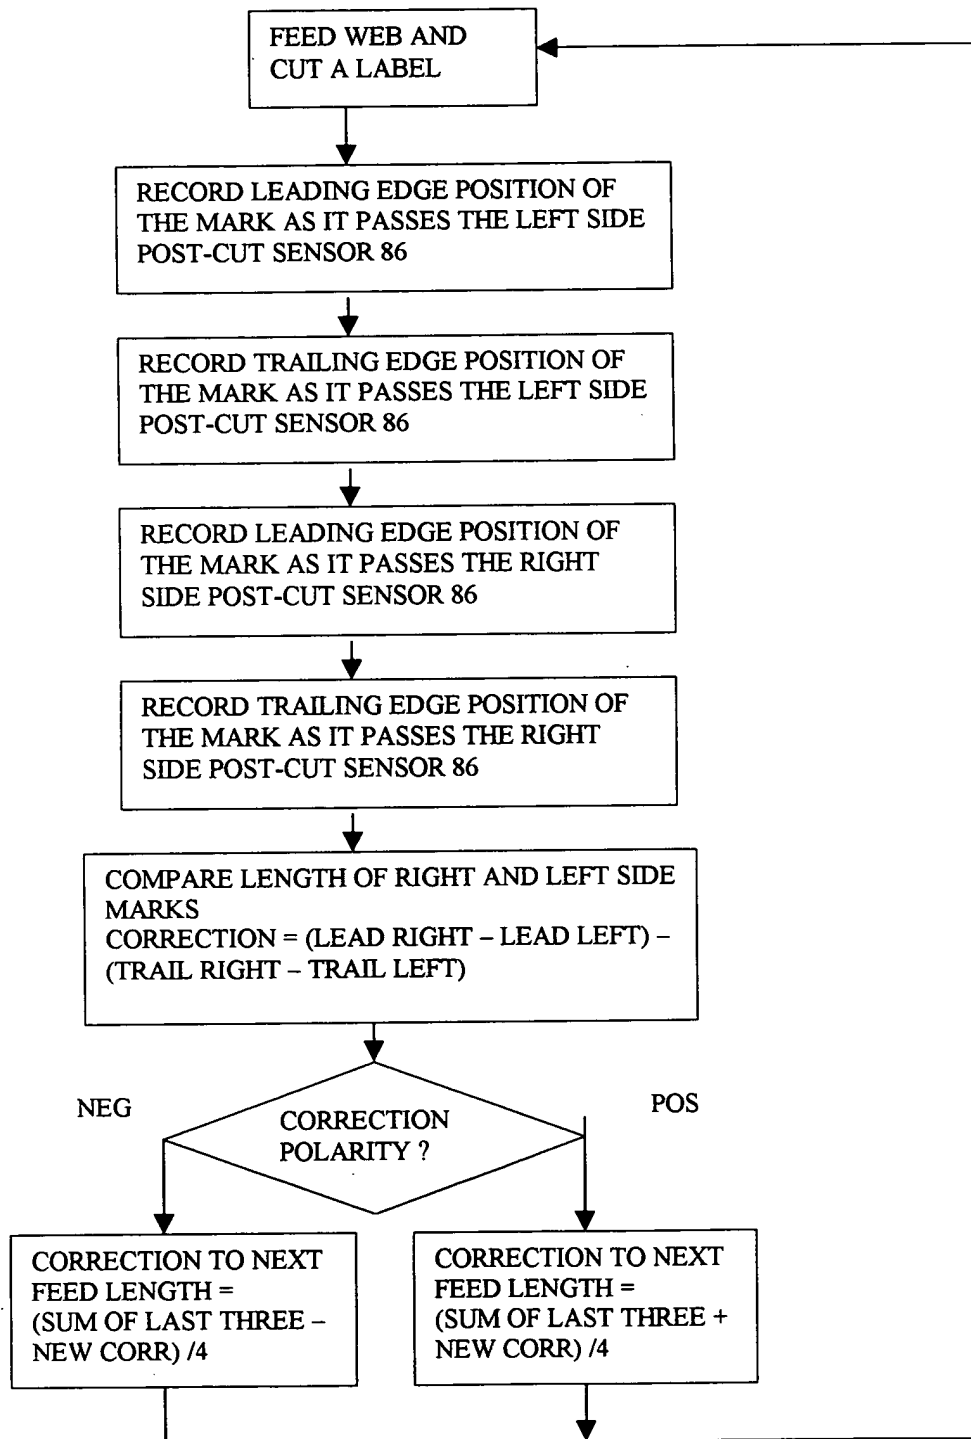 FEED WEB AND
CUT A LABEL
RECORD LEADING EDGE POSITION OF
THE MARK AS IT PASSES THE LEFT SIDE
POST-CUT SENSOR 86
RECORD TRAILING EDGE POSITION OF
THE MARK AS IT PASSES THE LEFT SIDE
POST-CUT SENSOR 86
RECORD LEADING EDGE POSITION OF
THE MARK AS IT PASSES THE RIGHT
SIDE POST-CUT SENSOR 86
RECORD TRAILING EDGE POSITION OF
THE MARK AS IT PASSES THE RIGHT
SIDE POST-CUT SENSOR 86
COMPARE LENGTH OF RIGHT AND LEFT SIDE
MARKS
CORRECTION = (LEAD RIGHT – LEAD LEFT) –
(TRAIL RIGHT – TRAIL LEFT)
NEG
POS
CORRECTION
POLARITY ?
CORRECTION TO NEXT
FEED LENGTH =
(SUM OF LAST THREE –
NEW CORR) /4
CORRECTION TO NEXT
FEED LENGTH =
(SUM OF LAST THREE +
NEW CORR) /4